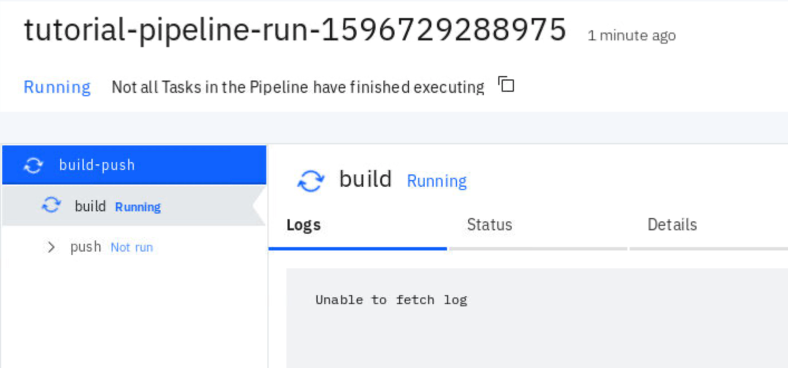 tutorial-pipeline-run-1596729288975 1 minute ago
Running Not all Tasks in the Pipeline have finished executing
build-push
build Running
push Not run
build Running
Logs Status Details
Unable to fetch log